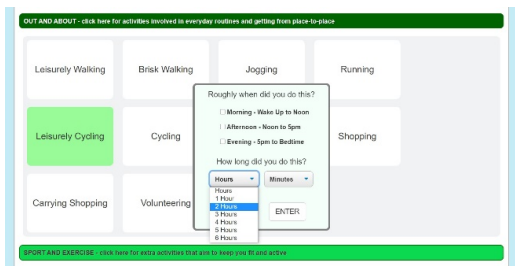 OUT AND ABOUT - click here for activities involved in everyday routines and getting from place-to-place
Leisurely Walking
Brisk Walking
Jogging
Running
Roughly when did you do this?
Morning - Wake Up to Noon
Afternoon - Noon to 5pm
Evening - 5pm to Bedtime
Leisurely Cycling
Cycling
Shopping
How long did you do this?
Hours Minutes
Hours
1 Hour
2 Hours
3 Hours
4 Hours
5 Hours
6 Hours
ENTER
Carrying Shopping
Volunteering
SPORT AND EXERCISE - click here for extra activities that aim to keep you fit and active